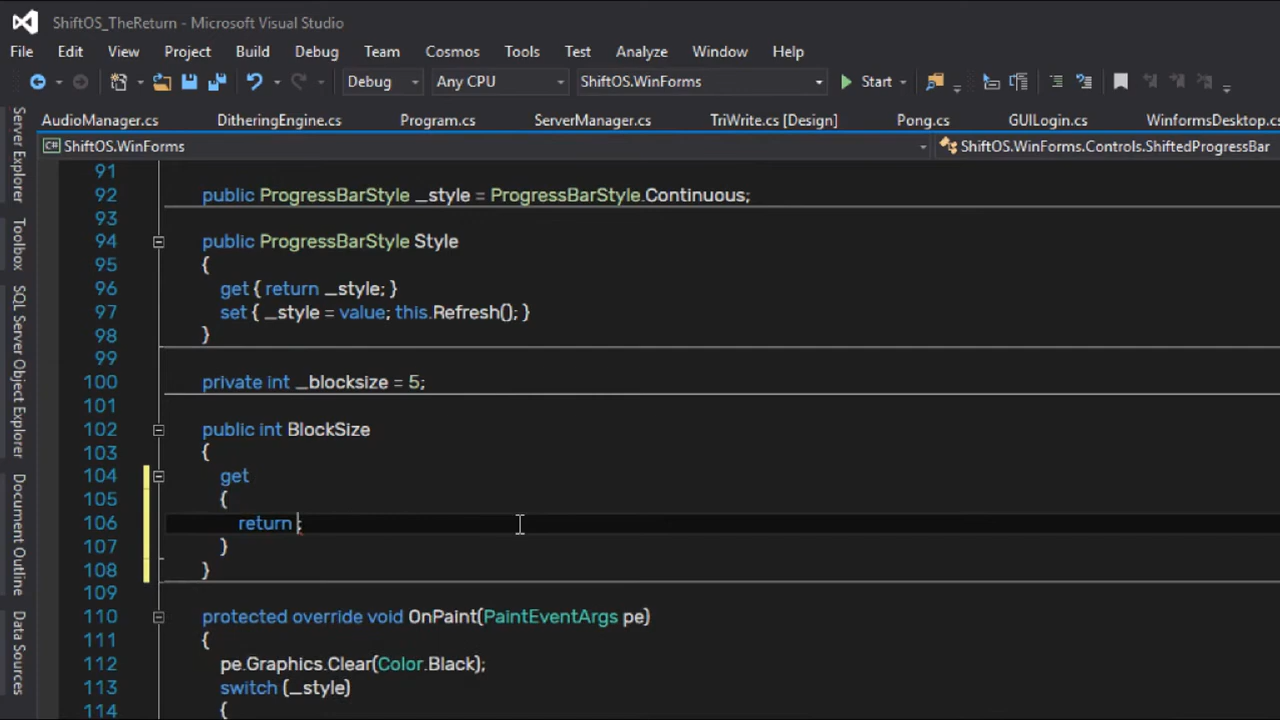 ShiftOS_TheReturn - Microsoft Visual Studio
File Edit View Project Build Debug Team Cosmos Tools Test Analyze Window Help
Debug Any CPU ShiftOS.WinForms Start
AudioManager.cs DitheringEngine.cs Program.cs ServerManager.cs TriWrite.cs [Design] Pong.cs GUILogin.cs WinformsDesktop.cs
C# ShiftOS.WinForms ShiftOS.WinForms.Controls.ShiftedProgressBar
Server Explorer
Toolbox
SQL Server Object Explorer
Document Outline
Data Sources
91
92 public ProgressBarStyle _style = ProgressBarStyle.Continuous;
93
94 public ProgressBarStyle Style
95 {
96 get { return _style; }
97 set { _style = value; this.Refresh(); }
98 }
99
100 private int _blocksize = 5;
101
102 public int BlockSize
103 {
104 get
105 {
106 return ;
107 }
108 }
109
110 protected override void OnPaint(PaintEventArgs pe)
111 {
112 pe.Graphics.Clear(Color.Black);
113 switch (_style)
114 {